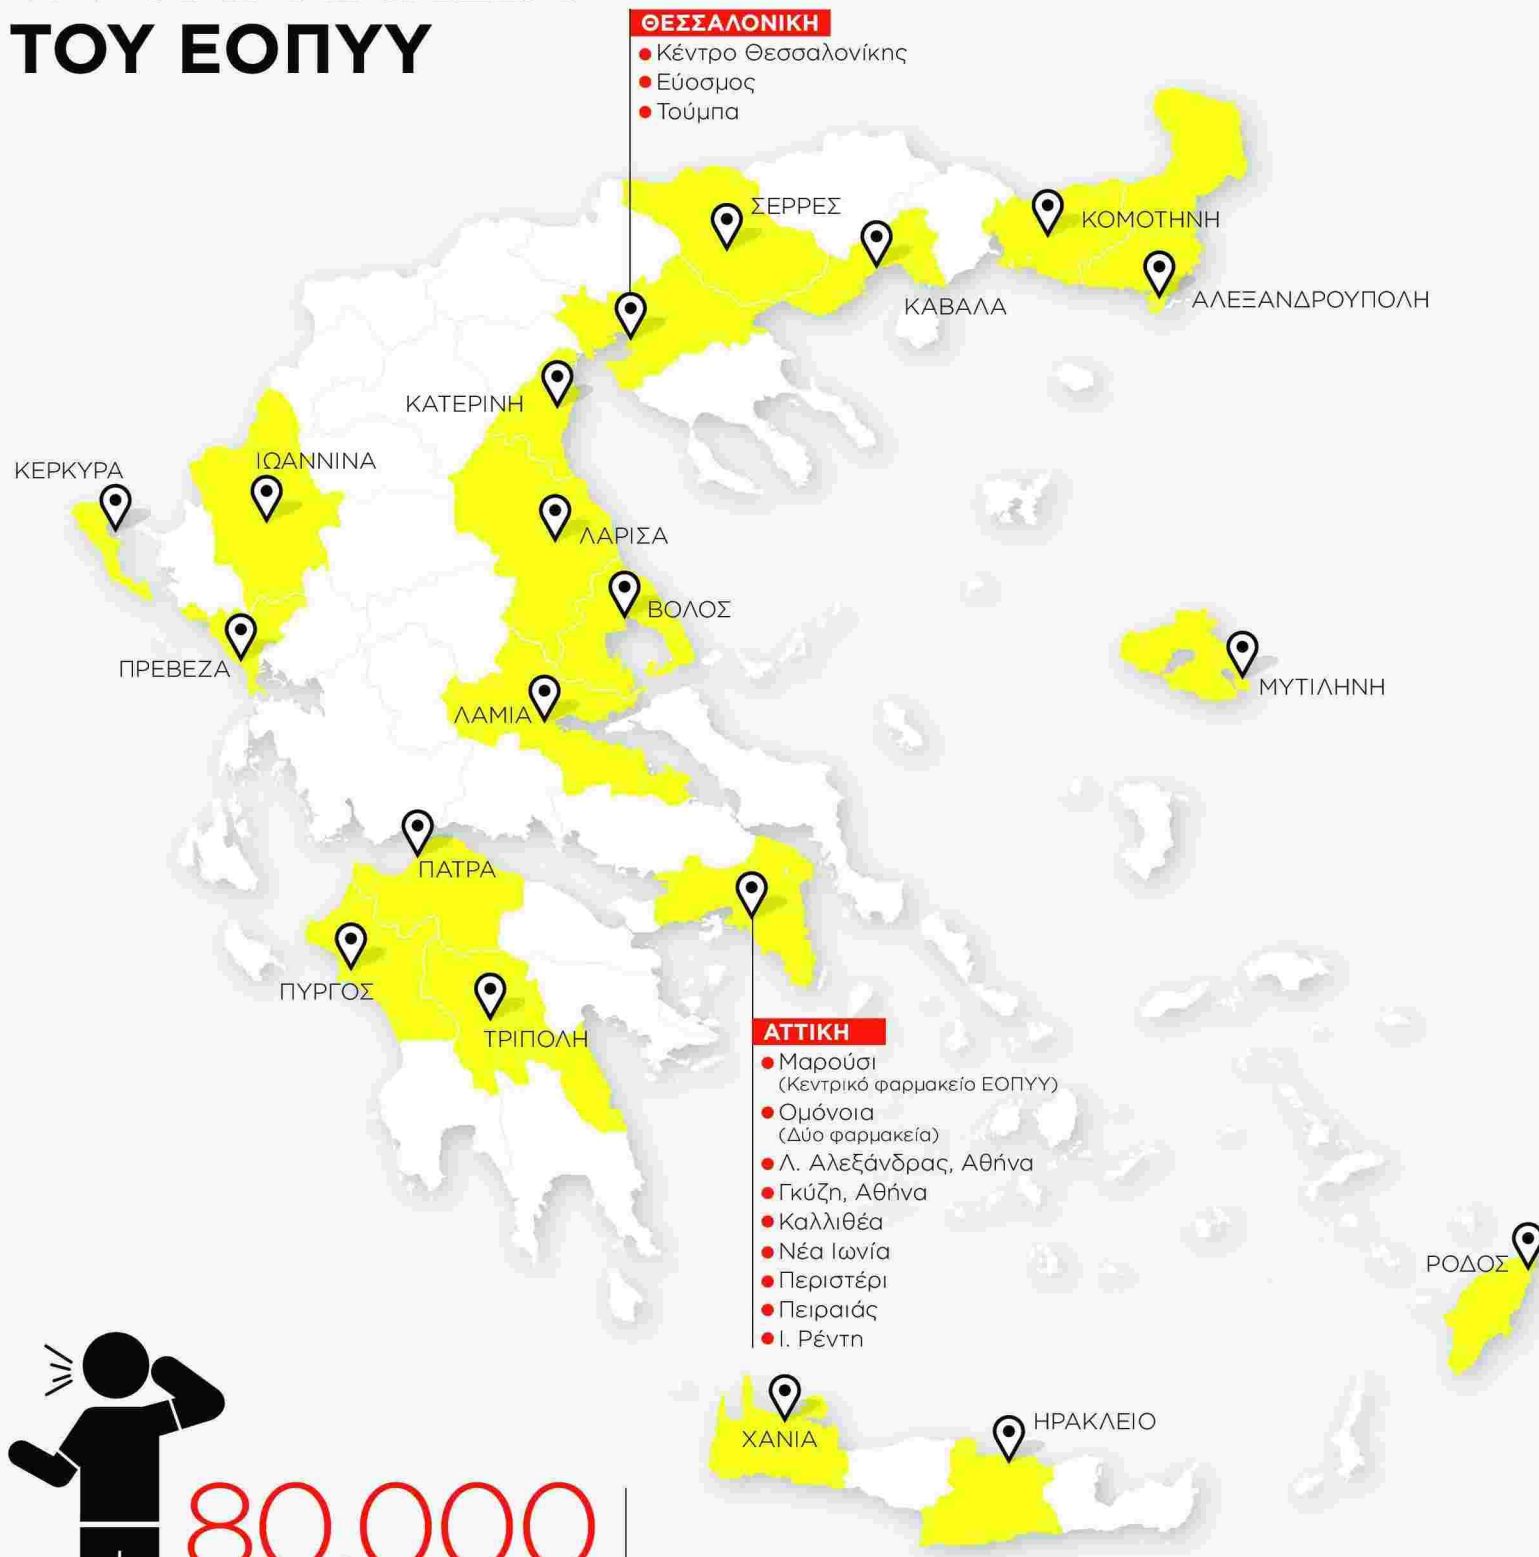 ΤΟΥ ΕΟΠΥΥ
ΘΕΣΣΑΛΟΝΙΚΗ
Κέντρο Θεσσαλονίκης
Εύοσμος
Τούμπα
ΣΕΡΡΕΣ
ΚΟΜΟΤΗΝΗ
ΚΑΒΑΛΑ
ΑΛΕΞΑΝΔΡΟΥΠΟΛΗ
ΚΑΤΕΡΙΝΗ
ΙΩΑΝΝΙΝΑ
ΚΕΡΚΥΡΑ
ΛΑΡΙΣΑ
ΒΟΛΟΣ
ΠΡΕΒΕΖΑ
ΜΥΤΙΛΗΝΗ
ΛΑΜΙΑ
ΠΑΤΡΑ
ΠΥΡΓΟΣ
ΤΡΙΠΟΛΗ
ΑΤΤΙΚΗ
Μαρούσι
(Κεντρικό φαρμακείο ΕΟΠΥΥ)
Ομόνοια
(Δύο φαρμακεία)
Λ. Αλεξάνδρας, Αθήνα
Γκύζη, Αθήνα
Καλλιθέα
Νέα Ιωνία
Περιστέρι
Πειραιάς
Ι. Ρέντη
ΡΟΔΟΣ
ΧΑΝΙΑ
ΗΡΑΚΛΕΙΟ
80.000